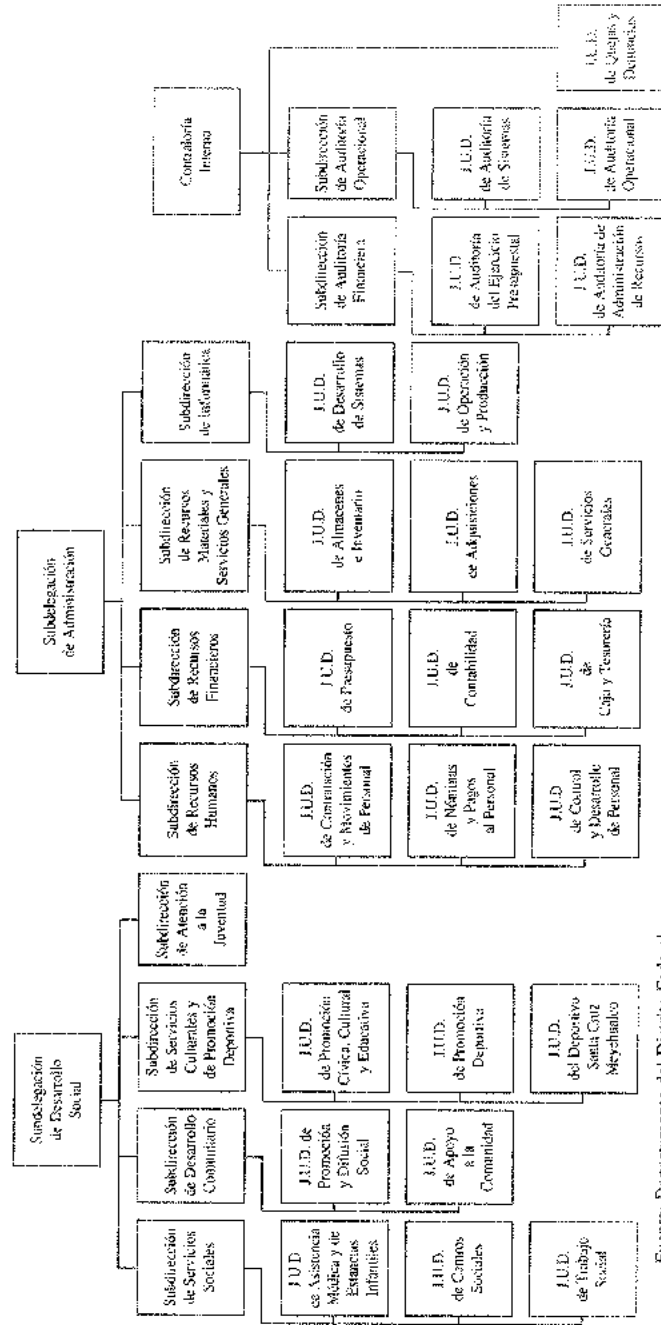 Subdelegación
de Desarrollo
Social
Subdirección
de Servicios
Sociales
J.U.D.
de Asistencia
Médica y de
Estancias
Infantiles
J.U.D.
de Centros
Sociales
J.U.D.
de Trabajo
Social
Subdirección
de Desarrollo
Comunitario
J.U.D. de
Promoción
y Difusión
Social
J.U.D.
de Apoyo
a la
Comunidad
Subdirección
de Servicios
Culturales y
de Promoción
Deportiva
J.U.D.
de Promoción
Cívica, Cultural
y Educativa
J.U.D.
de Promoción
Deportiva
J.U.D.
del Deportivo
Santa Cruz
Meyehualco
Subdirección
de Atención
a la
Juventud
Subdelegación
de Administración
Subdirección
de Recursos
Humanos
J.U.D.
de Contratación
y Movimientos
de Personal
J.U.D.
de Nóminas
y Pagos
al Personal
J.U.D.
de Control
y Desarrollo
de Personal
Subdirección
de Recursos
Financieros
J.U.D.
de Presupuesto
J.U.D.
de
Contabilidad
J.U.D.
de
Caja y Tesorería
Subdirección
de Recursos
Materiales y
Servicios Generales
J.U.D.
de Almacenes
e Inventario
J.U.D.
de Adquisiciones
J.U.D.
de Servicios
Generales
Subdirección
de Informática
J.U.D.
de Desarrollo
de Sistemas
J.U.D.
de Operación
y Producción
Contraloría
Interna
Subdirección
de Auditoría
Financiera
J.U.D.
de Auditoría
del Ejercicio
Presupuestal
J.U.D.
de Auditoría de
Administración
de Recursos
Subdirección
de Auditoría
Operacional
J.U.D.
de Auditoría
de Sistemas
J.U.D.
de Auditoría
Operacional
J.U.D.
de Quejas y
Denuncias
Fuente: Departamento del Distrito Federal